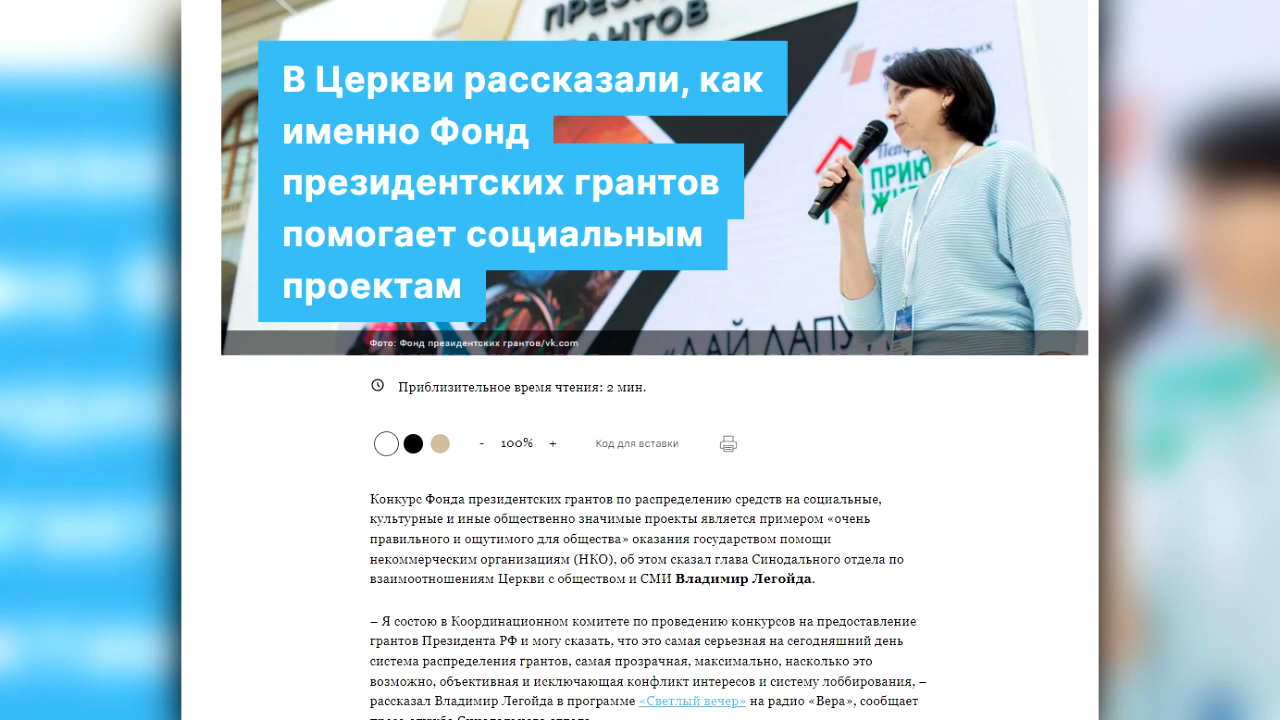 ГРАНТОВ
В Церкви рассказали, как
именно Фонд
президентских грантов
помогает социальным
проектам
ПРИЮ
«ДАЙ ЛАПУ
Фото: Фонд президентских грантов/vk.com
Приблизительное время чтения: 2 мин.
- 100% + Код для вставки
Конкурс Фонда президентских грантов по распределению средств на социальные,
культурные и иные общественно значимые проекты является примером «очень
правильного и ощутимого для общества» оказания государством помощи
некоммерческим организациям (НКО), об этом сказал глава Синодального отдела по
взаимоотношениям Церкви с обществом и СМИ Владимир Легойда.
– Я состою в Координационном комитете по проведению конкурсов на предоставление
грантов Президента РФ и могу сказать, что это самая серьезная на сегодняшний день
система распределения грантов, самая прозрачная, максимально, насколько это
возможно, объективная и исключающая конфликт интересов и систему лоббирования, –
рассказал Владимир Легойда в программе «Светлый вечер» на радио «Вера», сообщает